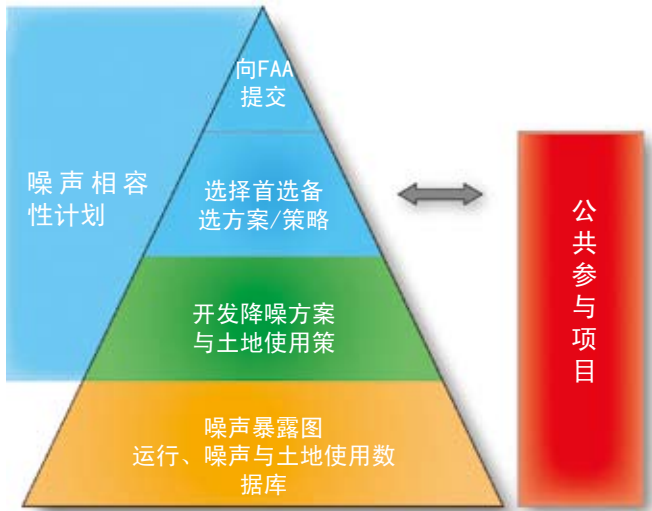 向FAA
提交
噪声相容
性计划
选择首选备
选方案/策略
开发降噪方案
与土地使用策
噪声暴露图
运行、噪声与土地使用数
据库
公
共
参
与
项
目